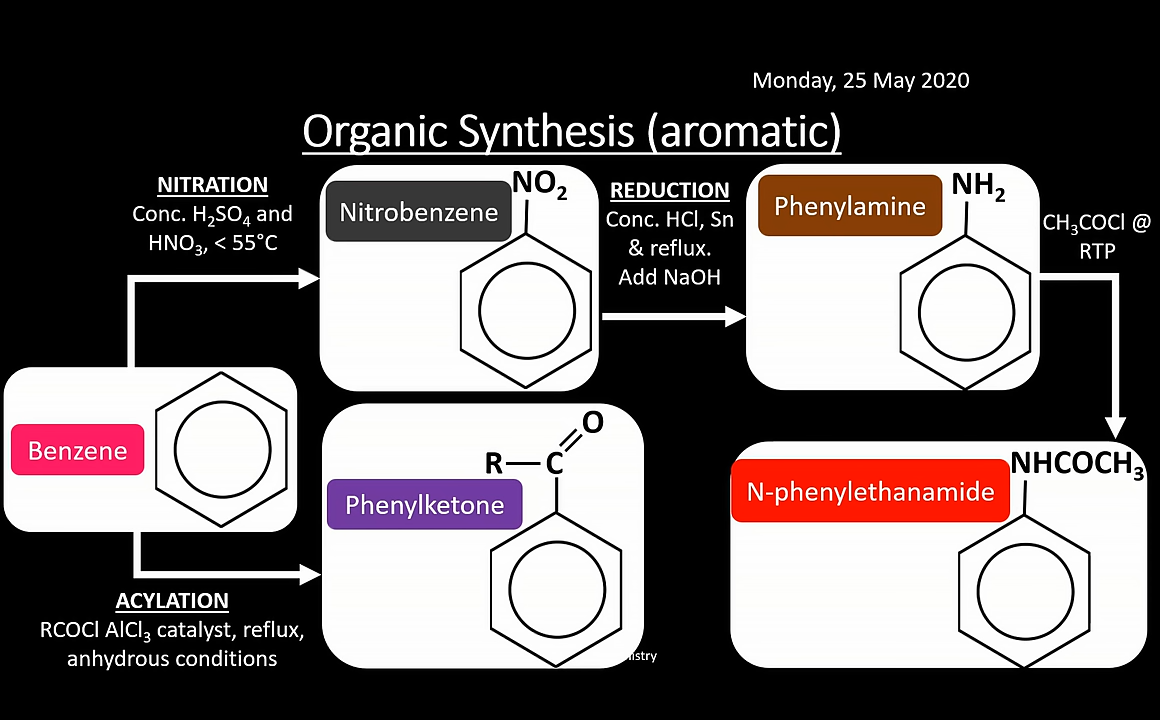 Monday, 25 May 2020
Organic Synthesis (aromatic)
NITRATION
Conc. H₂SO₄ and
HNO₃, < 55°C
Nitrobenzene
NO₂
REDUCTION
Conc. HCl, Sn
& reflux.
Add NaOH
Phenylamine
NH₂
CH₃COCl @
RTP
Benzene
O
R—C
Phenylketone
NHCOCH₃
N-phenylethanamide
ACYLATION
RCOCl AlCl₃ catalyst, reflux,
anhydrous conditions